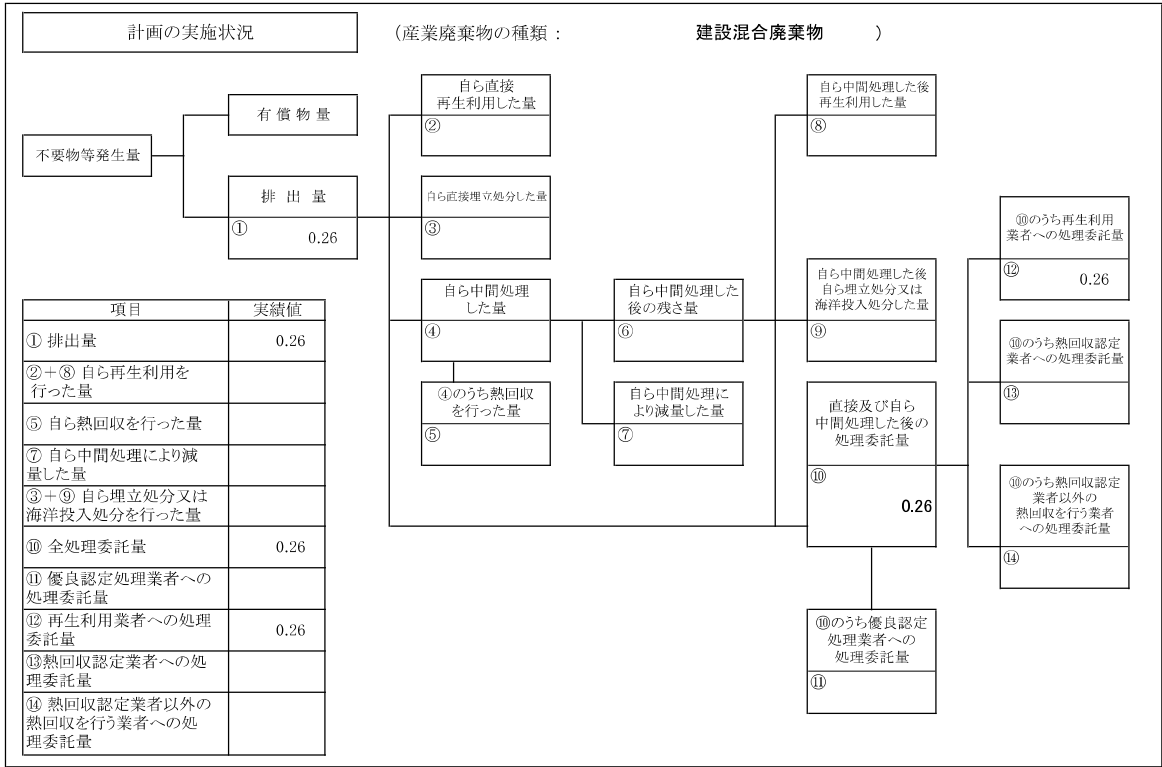 計画の実施状況
(産業廃棄物の種類： 建設混合廃棄物 )
不要物等発生量
有償物量
排出量
①
0.26
自ら直接
再生利用した量
②
自ら直接埋立処分した量
③
自ら中間処理
した量
④
④のうち熱回収
を行った量
⑤
自ら中間処理した
後の残さ量
⑥
自ら中間処理に
より減量した量
⑦
自ら中間処理した後
再生利用した量
⑧
自ら中間処理した後
自ら埋立処分又は
海洋投入処分した量
⑨
直接及び自ら
中間処理した後の
処理委託量
⑩
0.26
⑩のうち優良認定
処理業者への
処理委託量
⑪
⑩のうち再生利用
業者への処理委託量
⑫
0.26
⑩のうち熱回収認定
業者への処理委託量
⑬
⑩のうち熱回収認定
業者以外の
熱回収を行う業者
への処理委託量
⑭
項目 実績値
① 排出量 0.26
②＋⑧ 自ら再生利用を
行った量
⑤ 自ら熱回収を行った量
⑦ 自ら中間処理により減
量した量
③＋⑨ 自ら埋立処分又は
海洋投入処分を行った量
⑩ 全処理委託量 0.26
⑪ 優良認定処理業者への
処理委託量
⑫ 再生利用業者への処理
委託量 0.26
⑬熱回収認定業者への処
理委託量
⑭ 熱回収認定業者以外の
熱回収を行う業者への処
理委託量